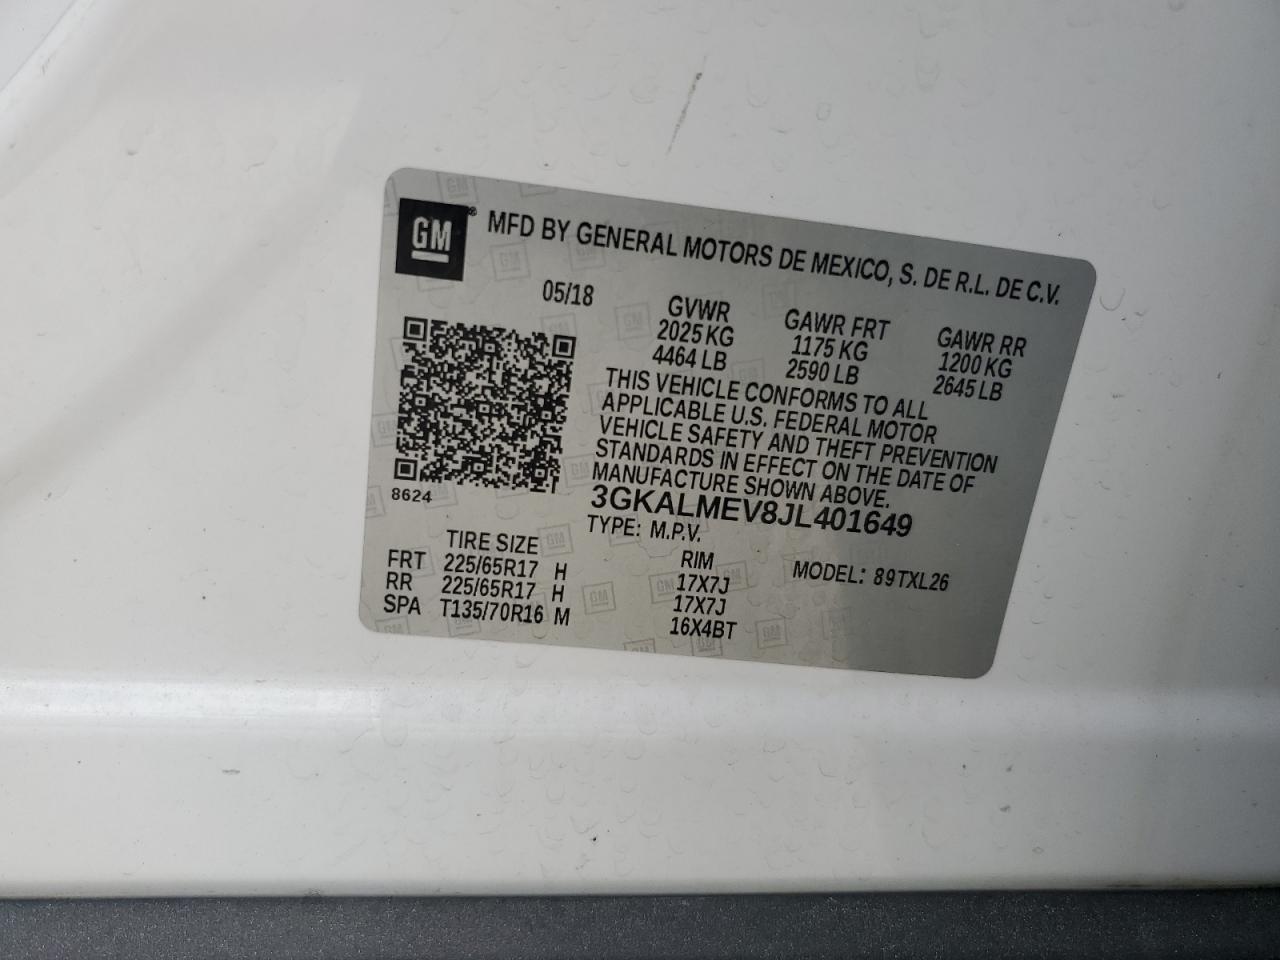 GM ® MFD BY GENERAL MOTORS DE MEXICO, S. DE R.L. DE C.V.
05/18
GVWR GAWR FRT GAWR RR
2025 KG 1175 KG 1200 KG
4464 LB 2590 LB 2645 LB
THIS VEHICLE CONFORMS TO ALL
APPLICABLE U.S. FEDERAL MOTOR
VEHICLE SAFETY AND THEFT PREVENTION
STANDARDS IN EFFECT ON THE DATE OF
MANUFACTURE SHOWN ABOVE.
8624
3GKALMEV8JL401649
TYPE: M.P.V.
MODEL: 89TXL26
TIRE SIZE RIM
FRT 225/65R17 H 17X7J
RR 225/65R17 H 17X7J
SPA T135/70R16 M 16X4BT